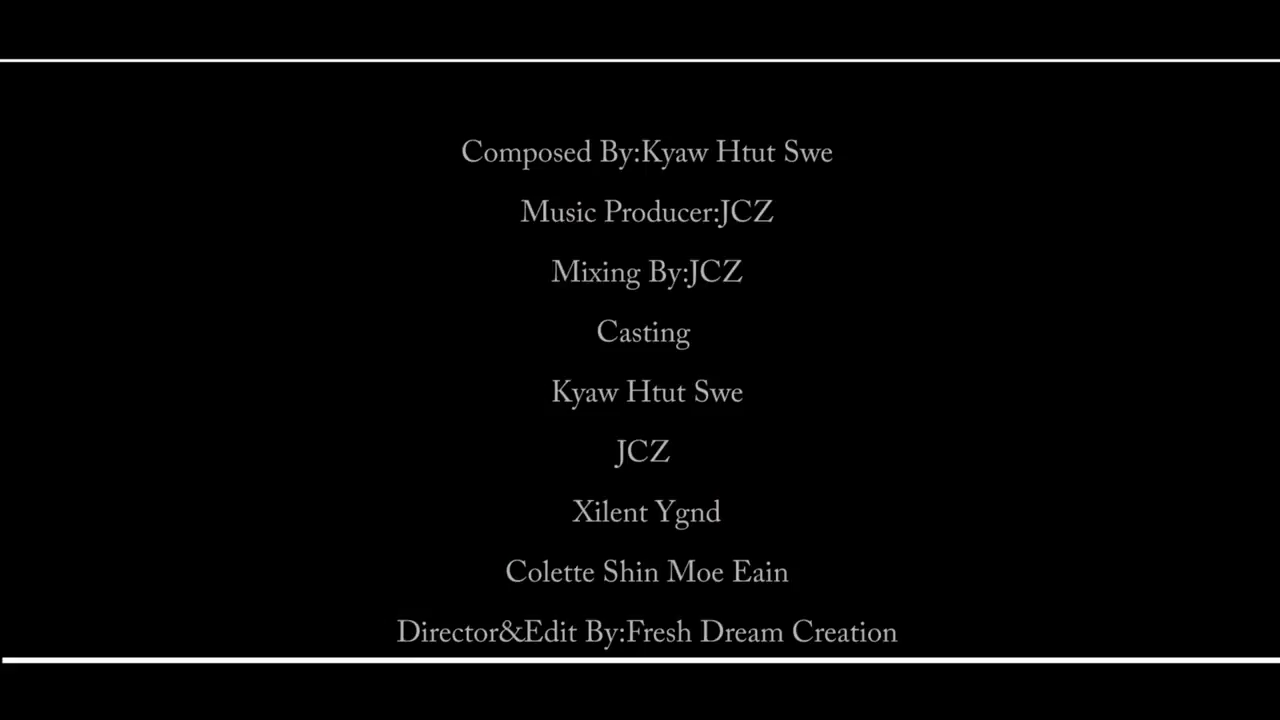 Composed By:Kyaw Htut Swe
Music Producer:JCZ
Mixing By:JCZ
Casting
Kyaw Htut Swe
JCZ
Xilent Ygnd
Colette Shin Moe Eain
Director&Edit By:Fresh Dream Creation